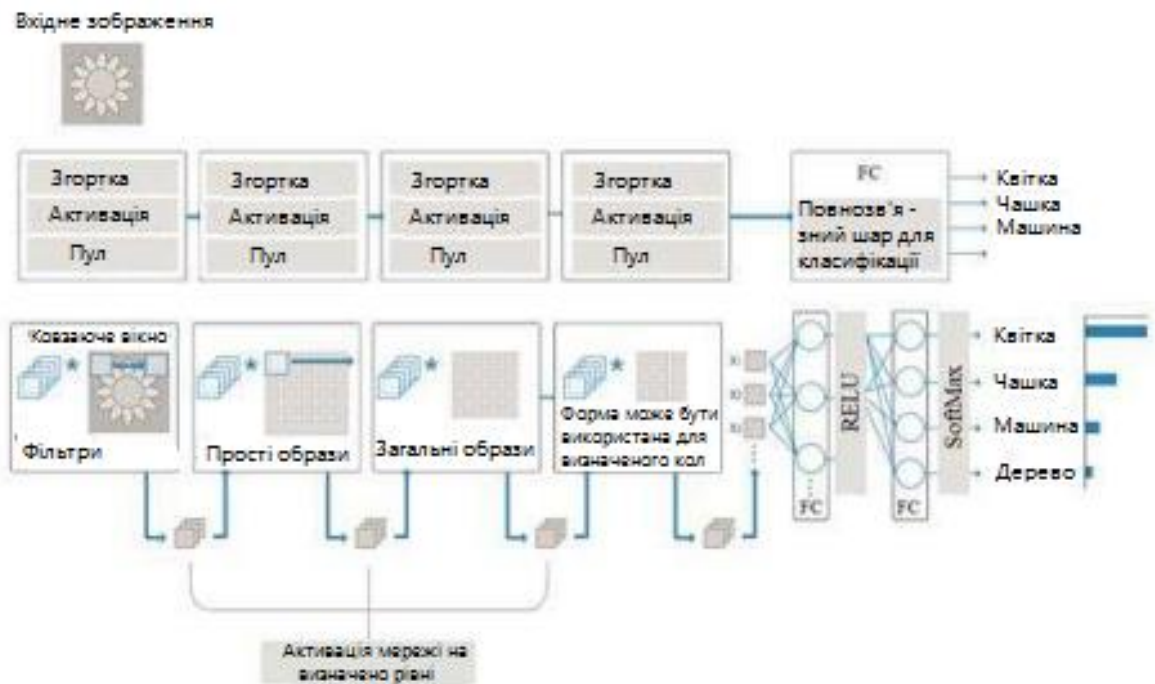 Вхідне зображення
Згортка
Активація
Пул
Згортка
Активація
Пул
Згортка
Активація
Пул
Згортка
Активація
Пул
FC
Повнозв'я -
зний шар для
класифікації
Квітка
Чашка
Машина
Ковзаюче вікно
*
Фільтри
*
Прості образи
*
Загальні образи
*
Форма може бути
використана для
визначеного кол
FC
RELU
FC
SoftMax
Квітка
Чашка
Машина
Дерево
Активація мережі на
визначено рівні